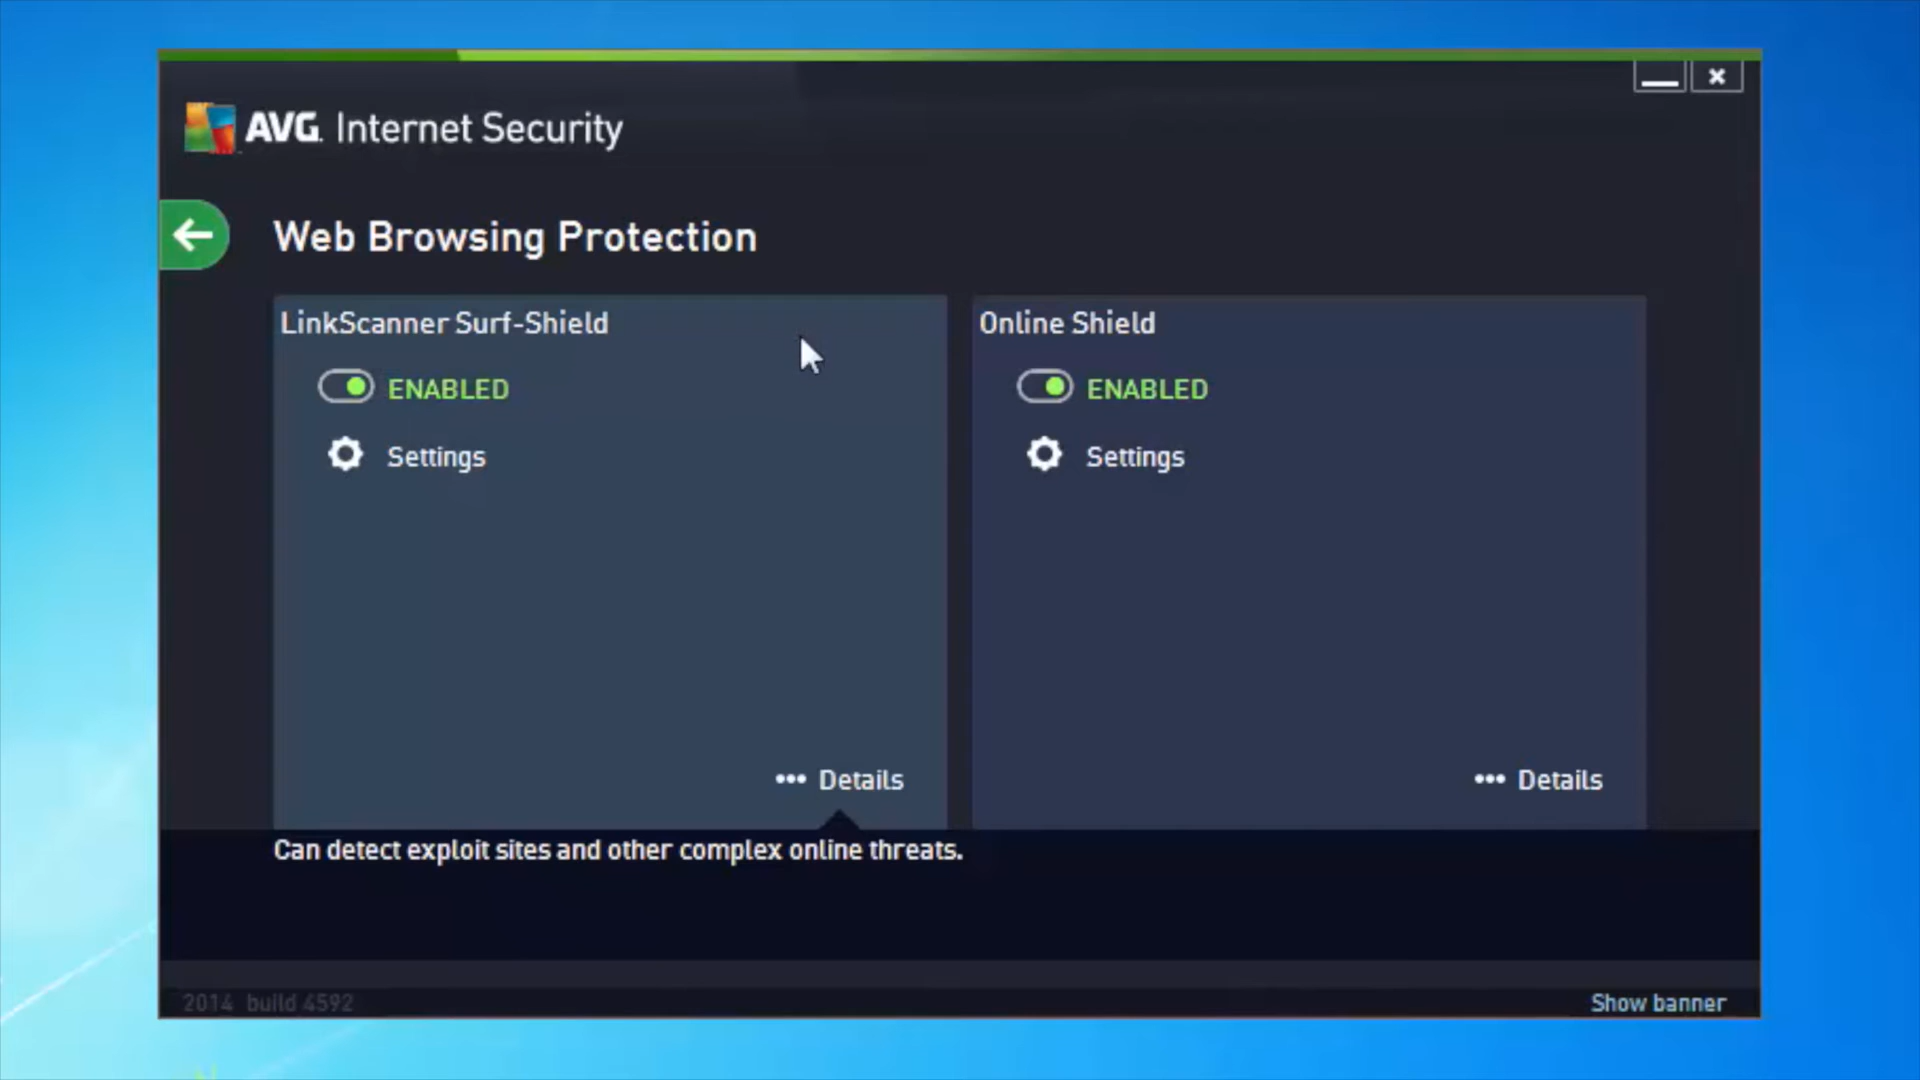 AVG. Internet Security
Web Browsing Protection
LinkScanner Surf-Shield
ENABLED
Settings
Details
Online Shield
ENABLED
Settings
Details
Can detect exploit sites and other complex online threats.
2014 build 4592
Show banner